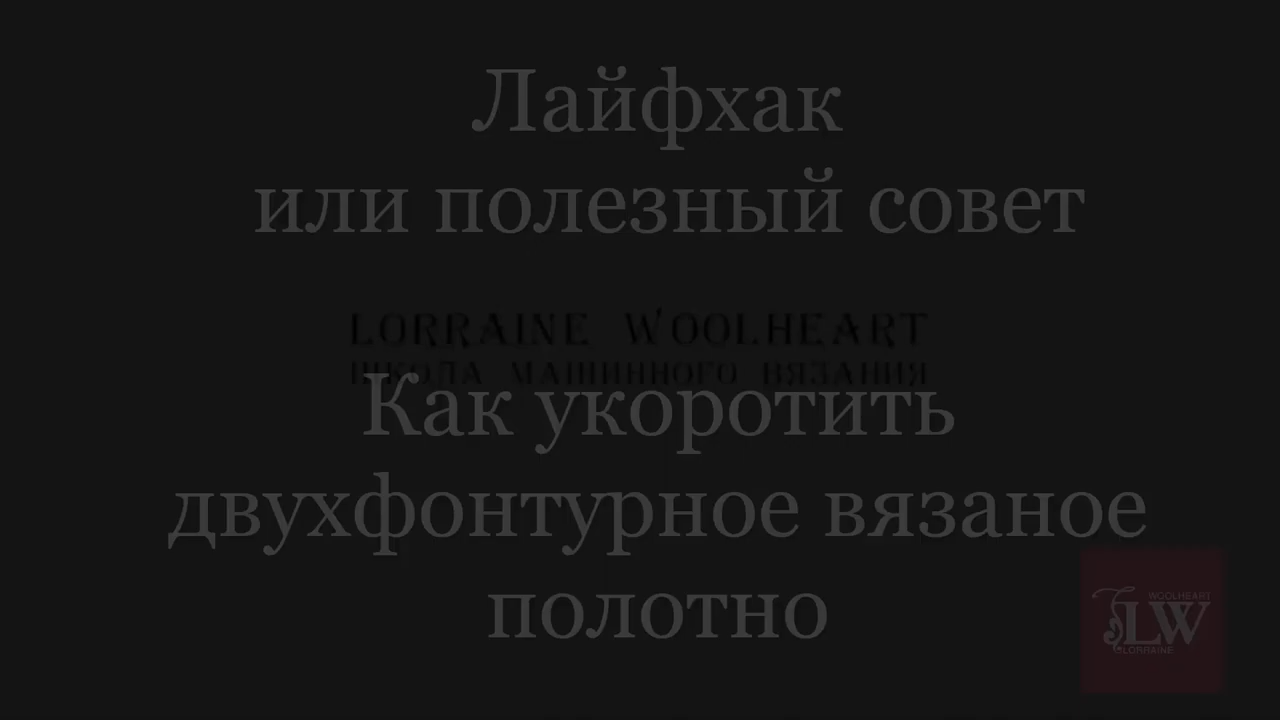 Лайфхак
или полезный совет
LORRAINE WOOLHEART
ШКОЛА МАШИННОГО ВЯЗАНИЯ
Как укоротить
двухфонтурное вязаное
полотно
WOOLHEART
LW
LORRAINE